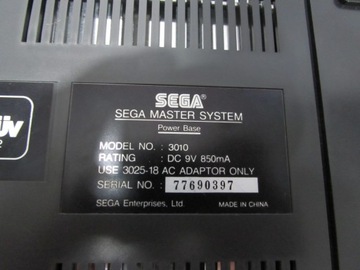 SEGA®
SEGA MASTER SYSTEM
Power Base
MODEL NO. : 3010
RATING : DC 9V 850mA
USE 3025-18 AC ADAPTOR ONLY
SERIAL NO. : 77690397
SEGA Enterprises, Ltd. MADE IN CHINA